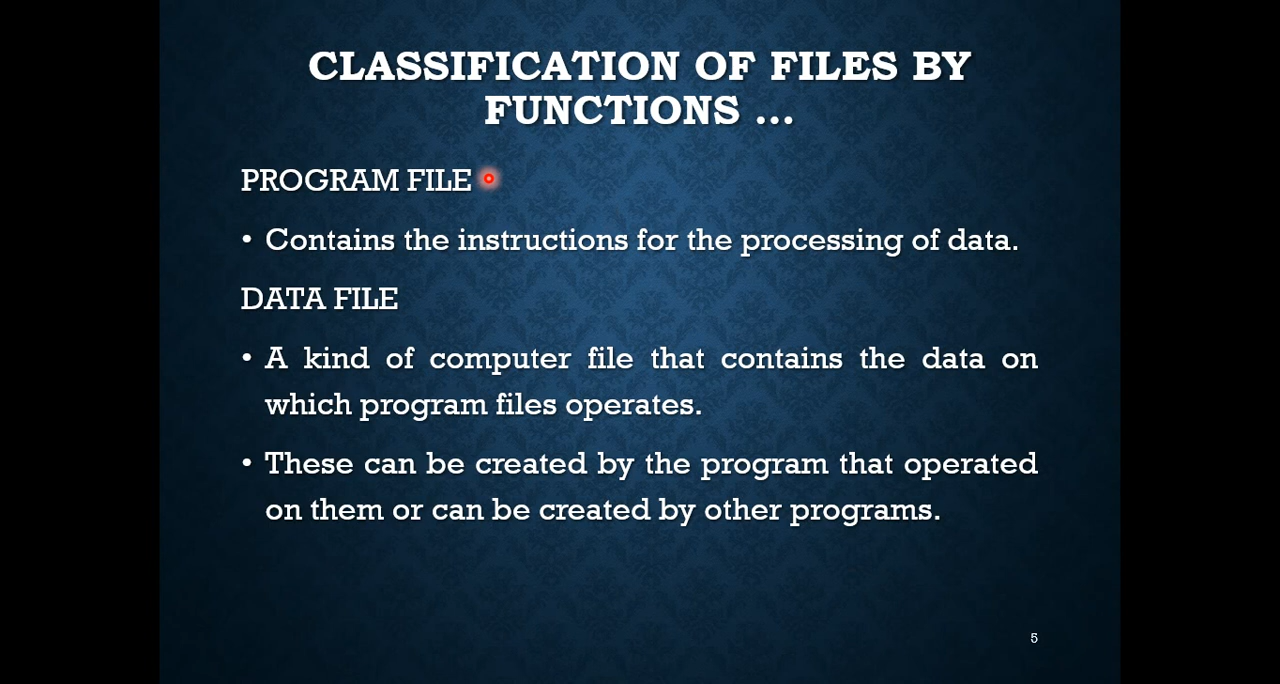 CLASSIFICATION OF FILES BY
FUNCTIONS ...
PROGRAM FILE
• Contains the instructions for the processing of data.
DATA FILE
• A kind of computer file that contains the data on
which program files operates.
• These can be created by the program that operated
on them or can be created by other programs.
5